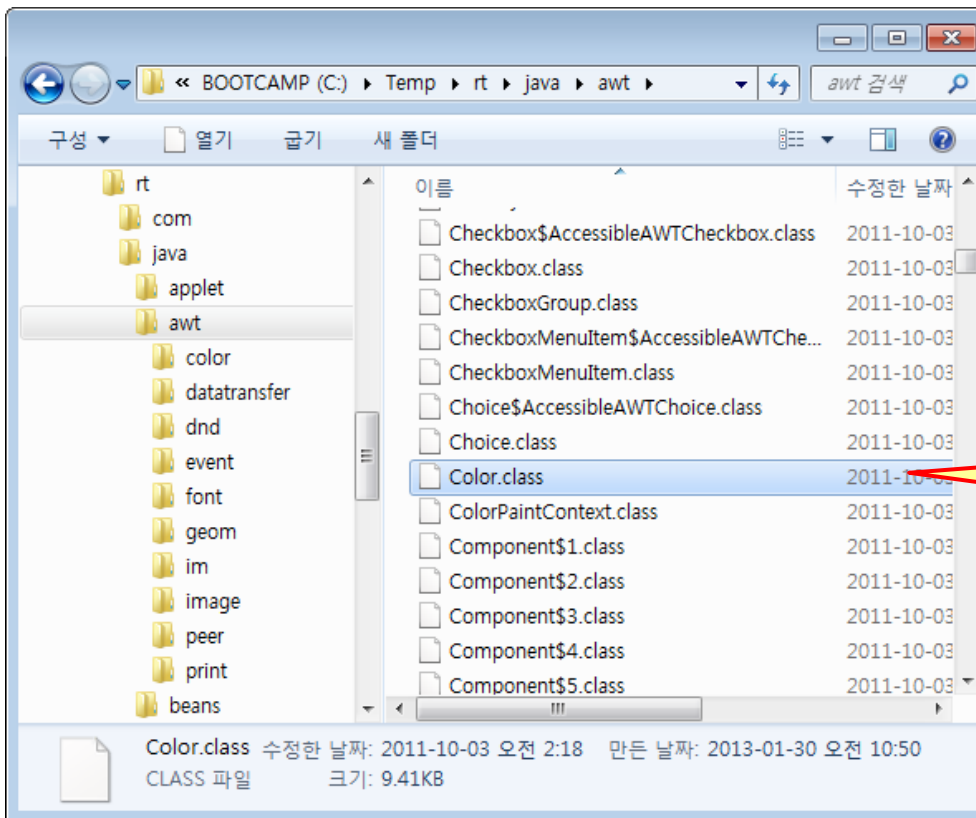 « BOOTCAMP (C:) ▸ Temp ▸ rt ▸ java ▸ awt ▸
awt 검색
구성 열기 굽기 새 폴더
rt
com
java
applet
awt
color
datatransfer
dnd
event
font
geom
im
image
peer
print
beans
이름 수정한 날짜
Checkbox$AccessibleAWTCheckbox.class 2011-10-03
Checkbox.class 2011-10-03
CheckboxGroup.class 2011-10-03
CheckboxMenuItem$AccessibleAWTChe... 2011-10-03
CheckboxMenuItem.class 2011-10-03
Choice$AccessibleAWTChoice.class 2011-10-03
Choice.class 2011-10-03
Color.class 2011-10-03
ColorPaintContext.class 2011-10-03
Component$1.class 2011-10-03
Component$2.class 2011-10-03
Component$3.class 2011-10-03
Component$4.class 2011-10-03
Component$5.class 2011-10-03
Color.class 수정한 날짜: 2011-10-03 오전 2:18 만든 날짜: 2013-01-30 오전 10:50
CLASS 파일 크기: 9.41KB